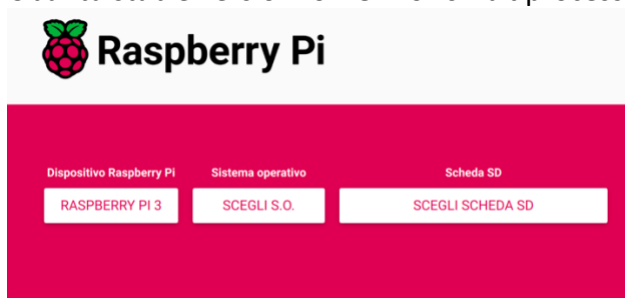 Raspberry Pi
Dispositivo Raspberry Pi Sistema operativo Scheda SD
RASPBERRY PI 3 SCEGLI S.O. SCEGLI SCHEDA SD